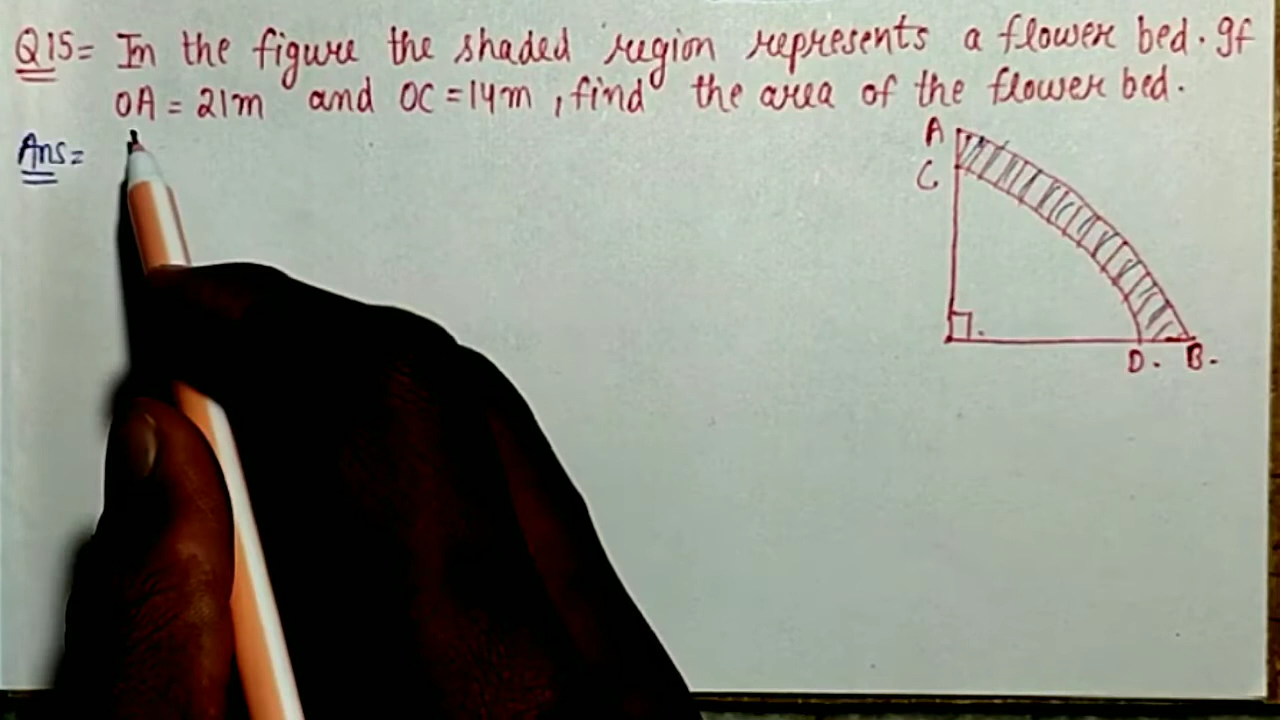 Q15= In the figure the shaded region represents a flower bed. If
OA = 21m and OC = 14m , find the area of the flower bed.
Ans=
A
C
D. B.